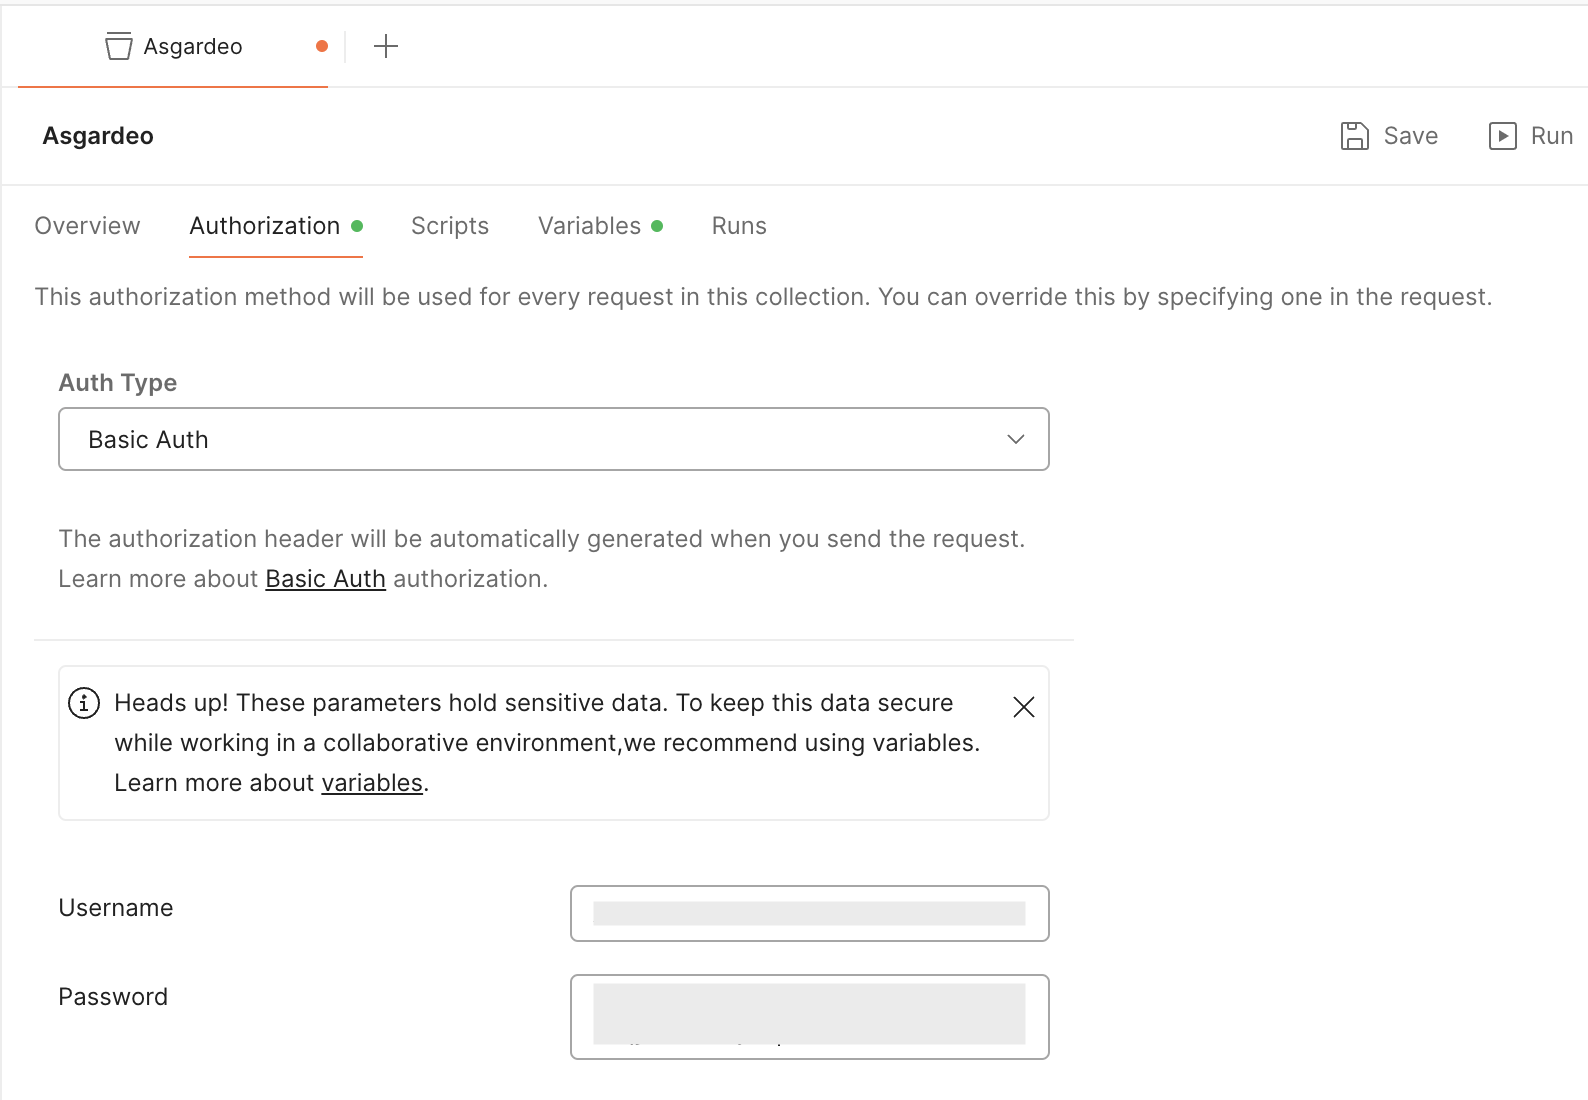 Asgardeo
Asgardeo
Save
Run
Overview
Authorization
Scripts
Variables
Runs
This authorization method will be used for every request in this collection. You can override this by specifying one in the request.
Auth Type
Basic Auth
The authorization header will be automatically generated when you send the request.
Learn more about Basic Auth authorization.
Heads up! These parameters hold sensitive data. To keep this data secure
while working in a collaborative environment,we recommend using variables.
Learn more about variables.
Username
Password